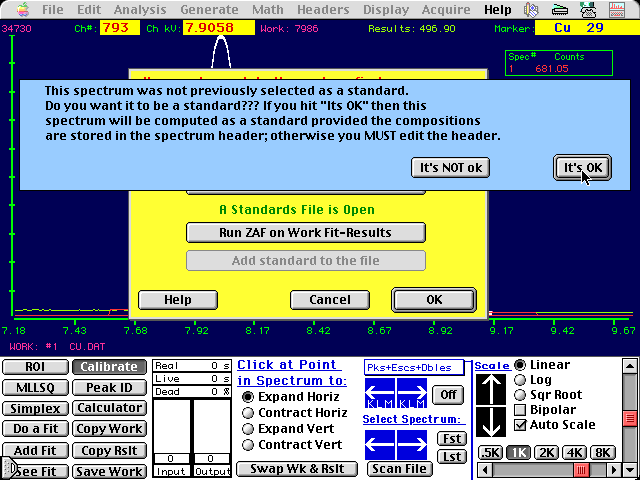 File Edit Analysis Generate Math Headers Display Acquire Help
34730 Ch#: 793 Ch kV: 7.9058 Work: 7986 Results: 496.90 Marker: Cu 29
Spec# Counts
1 681.05
This spectrum was not previously selected as a standard.
Do you want it to be a standard??? If you hit "Its OK" then this
spectrum will be computed as a standard provided the compositions
are stored in the spectrum header; otherwise you MUST edit the header.
It's NOT ok It's OK
A Standards File is Open
Run ZAF on Work Fit-Results
Add standard to the file
Help Cancel OK
7.18 7.43 7.68 7.92 8.17 8.42 8.67 8.92 9.17 9.42 9.67
WORK: #1 CU.DAT
ROI Calibrate
MLLSQ Peak ID
Simplex Calculator
Do a Fit Copy Work
Add Fit Copy Rslt
See Fit Save Work
Real 0 s
Live 0 s
Dead 0 %
0 0
Input Output
Click at Point
in Spectrum to:
Expand Horiz
Contract Horiz
Expand Vert
Contract Vert
Swap Wk & Rslt
Pks+Escs+Dbles
KLM KLM Off
Select Spectrum:
Fst
Lst
Scan File
Scale
Linear
Log
Sqr Root
Bipolar
Auto Scale
.5K 1K 2K 4K 8K